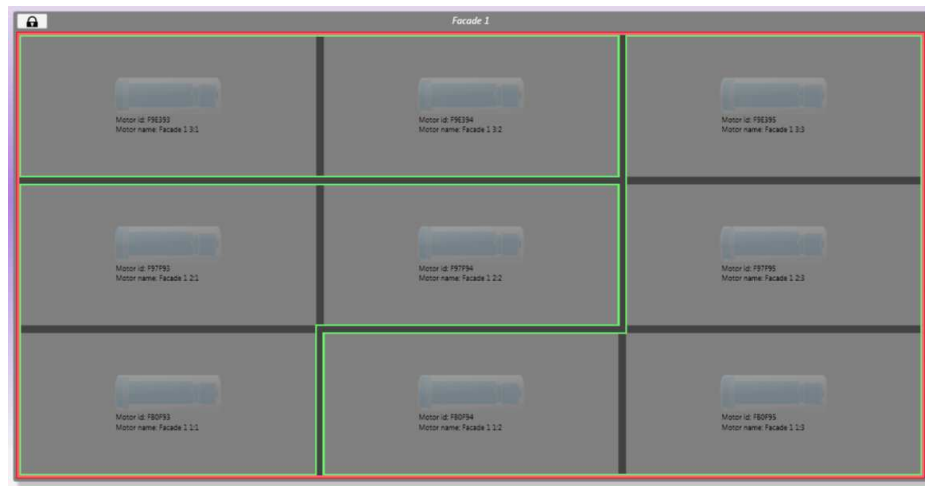 Facade 1
Motor id: F9E393
Motor name: Facade 1 3:1
Motor id: F9E394
Motor name: Facade 1 3:2
Motor id: F9E395
Motor name: Facade 1 3:3
Motor id: F97F93
Motor name: Facade 1 2:1
Motor id: F97F94
Motor name: Facade 1 2:2
Motor id: F97F95
Motor name: Facade 1 2:3
Motor id: FB0F93
Motor name: Facade 1 1:1
Motor id: FB0F94
Motor name: Facade 1 1:2
Motor id: FB0F95
Motor name: Facade 1 1:3